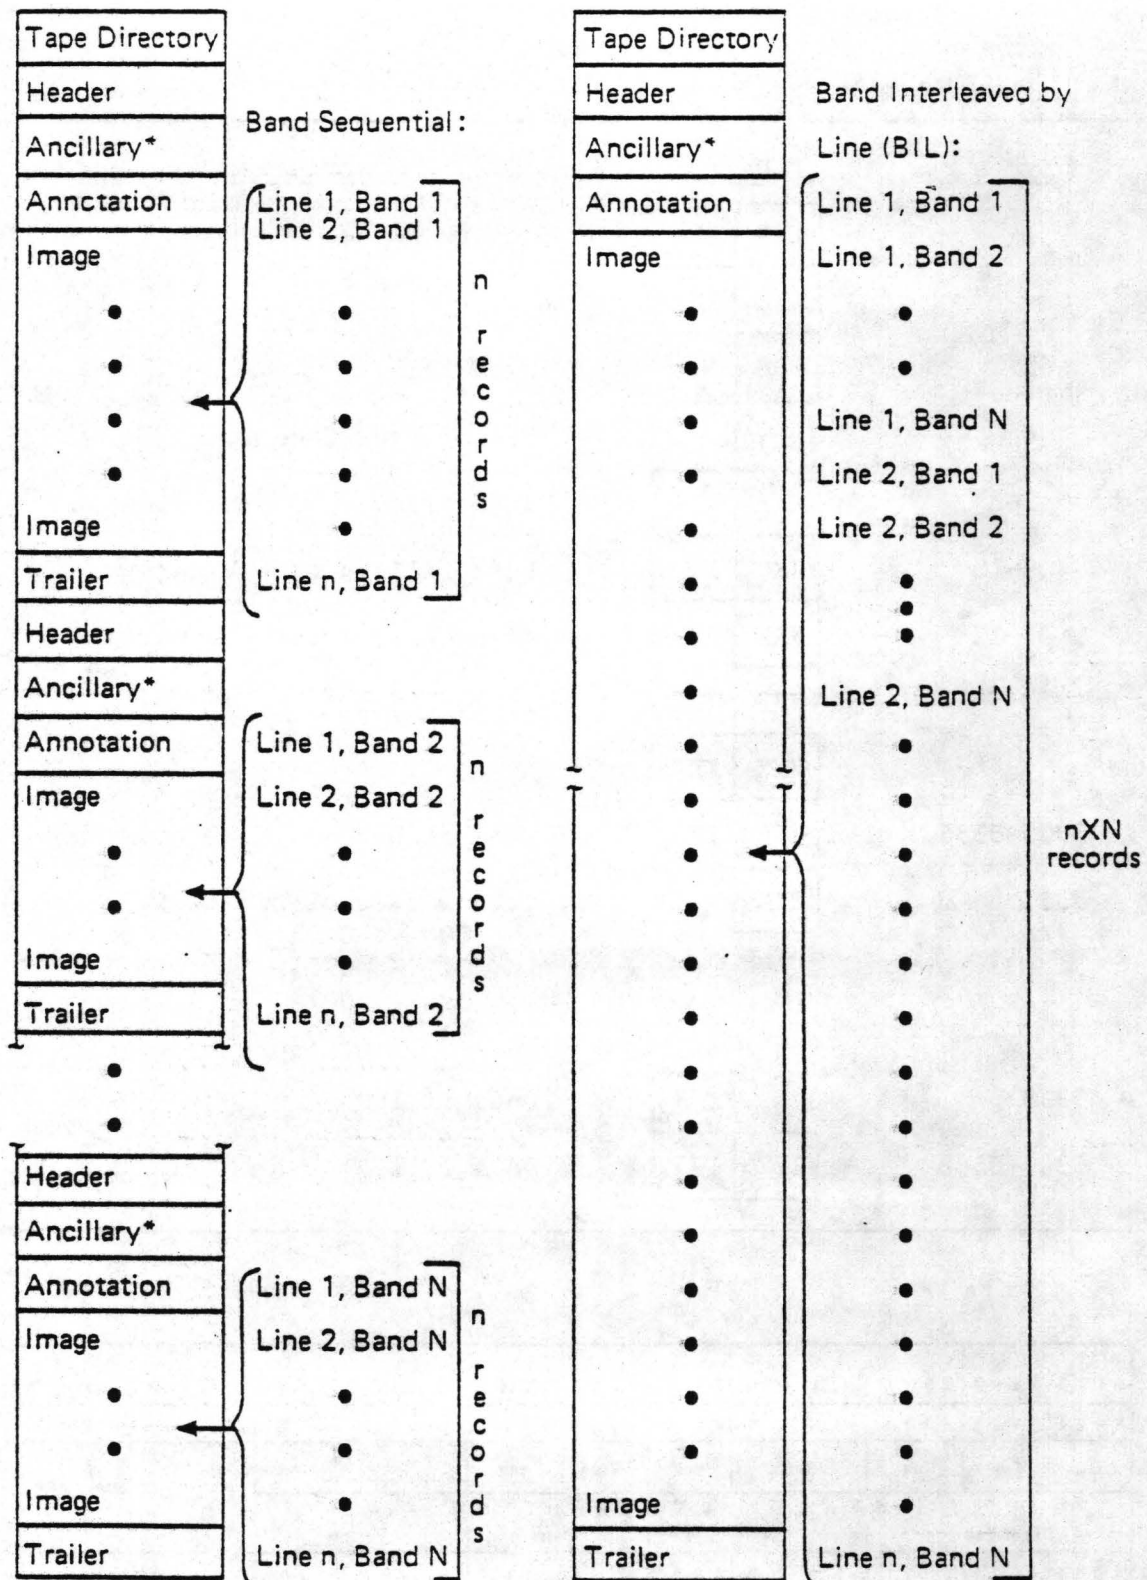 Tape Directory
Header
Ancillary*
Annctation
Image
Image
Trailer
Header
Ancillary*
Annotation
Image
Image
Trailer
Header
Ancillary*
Annotation
Image
Image
Trailer
Band Sequential:
Line 1, Band 1
Line 2, Band 1
Line n, Band 1
n records
Line 1, Band 2
Line 2, Band 2
Line n, Band 2
n records
Line 1, Band N
Line 2, Band N
Line n, Band N
n records
Tape Directory
Header
Ancillary*
Annotation
Image
Image
Trailer
Band Interleaved by
Line (BIL):
Line 1, Band 1
Line 1, Band 2
Line 1, Band N
Line 2, Band 1
Line 2, Band 2
Line 2, Band N
Line n, Band N
nXN
records